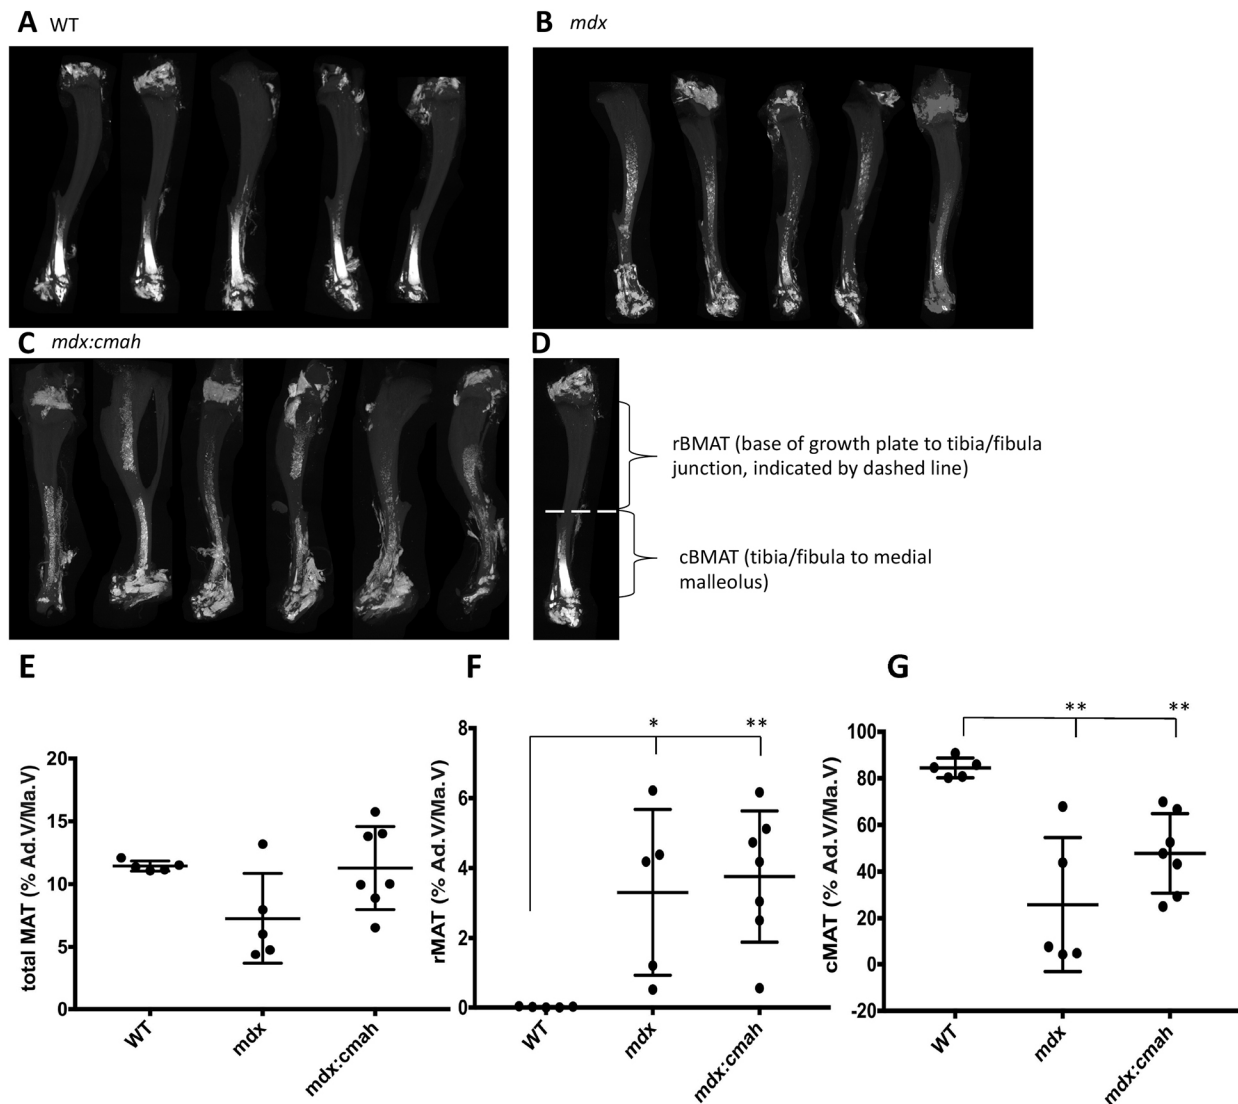 A WT
B mdx
C mdx:cmah
D
rBMAT (base of growth plate to tibia/fibula
junction, indicated by dashed line)
cBMAT (tibia/fibula to medial
malleolus)
E
total MAT (% Ad.V/Ma.V)
20
15
10
5
0
WT
mdx
mdx:cmah
F
rMAT (% Ad.V/Ma.V)
8
6
4
2
0
*
**
WT
mdx
mdx:cmah
G
cMAT (% Ad.V/Ma.V)
100
80
60
40
20
0
-20
**
**
WT
mdx
mdx:cmah